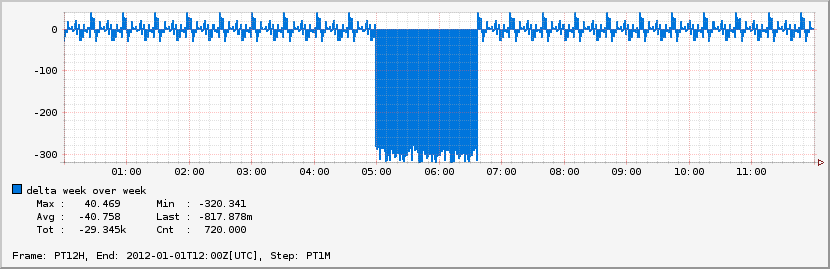 0
-100
-200
-300
01:00 02:00 03:00 04:00 05:00 06:00 07:00 08:00 09:00 10:00 11:00
delta week over week
Max : 40.469 Min : -320.341
Avg : -40.758 Last : -817.878m
Tot : -29.345k Cnt : 720.000
Frame: PT12H, End: 2012-01-01T12:00Z[UTC], Step: PT1M